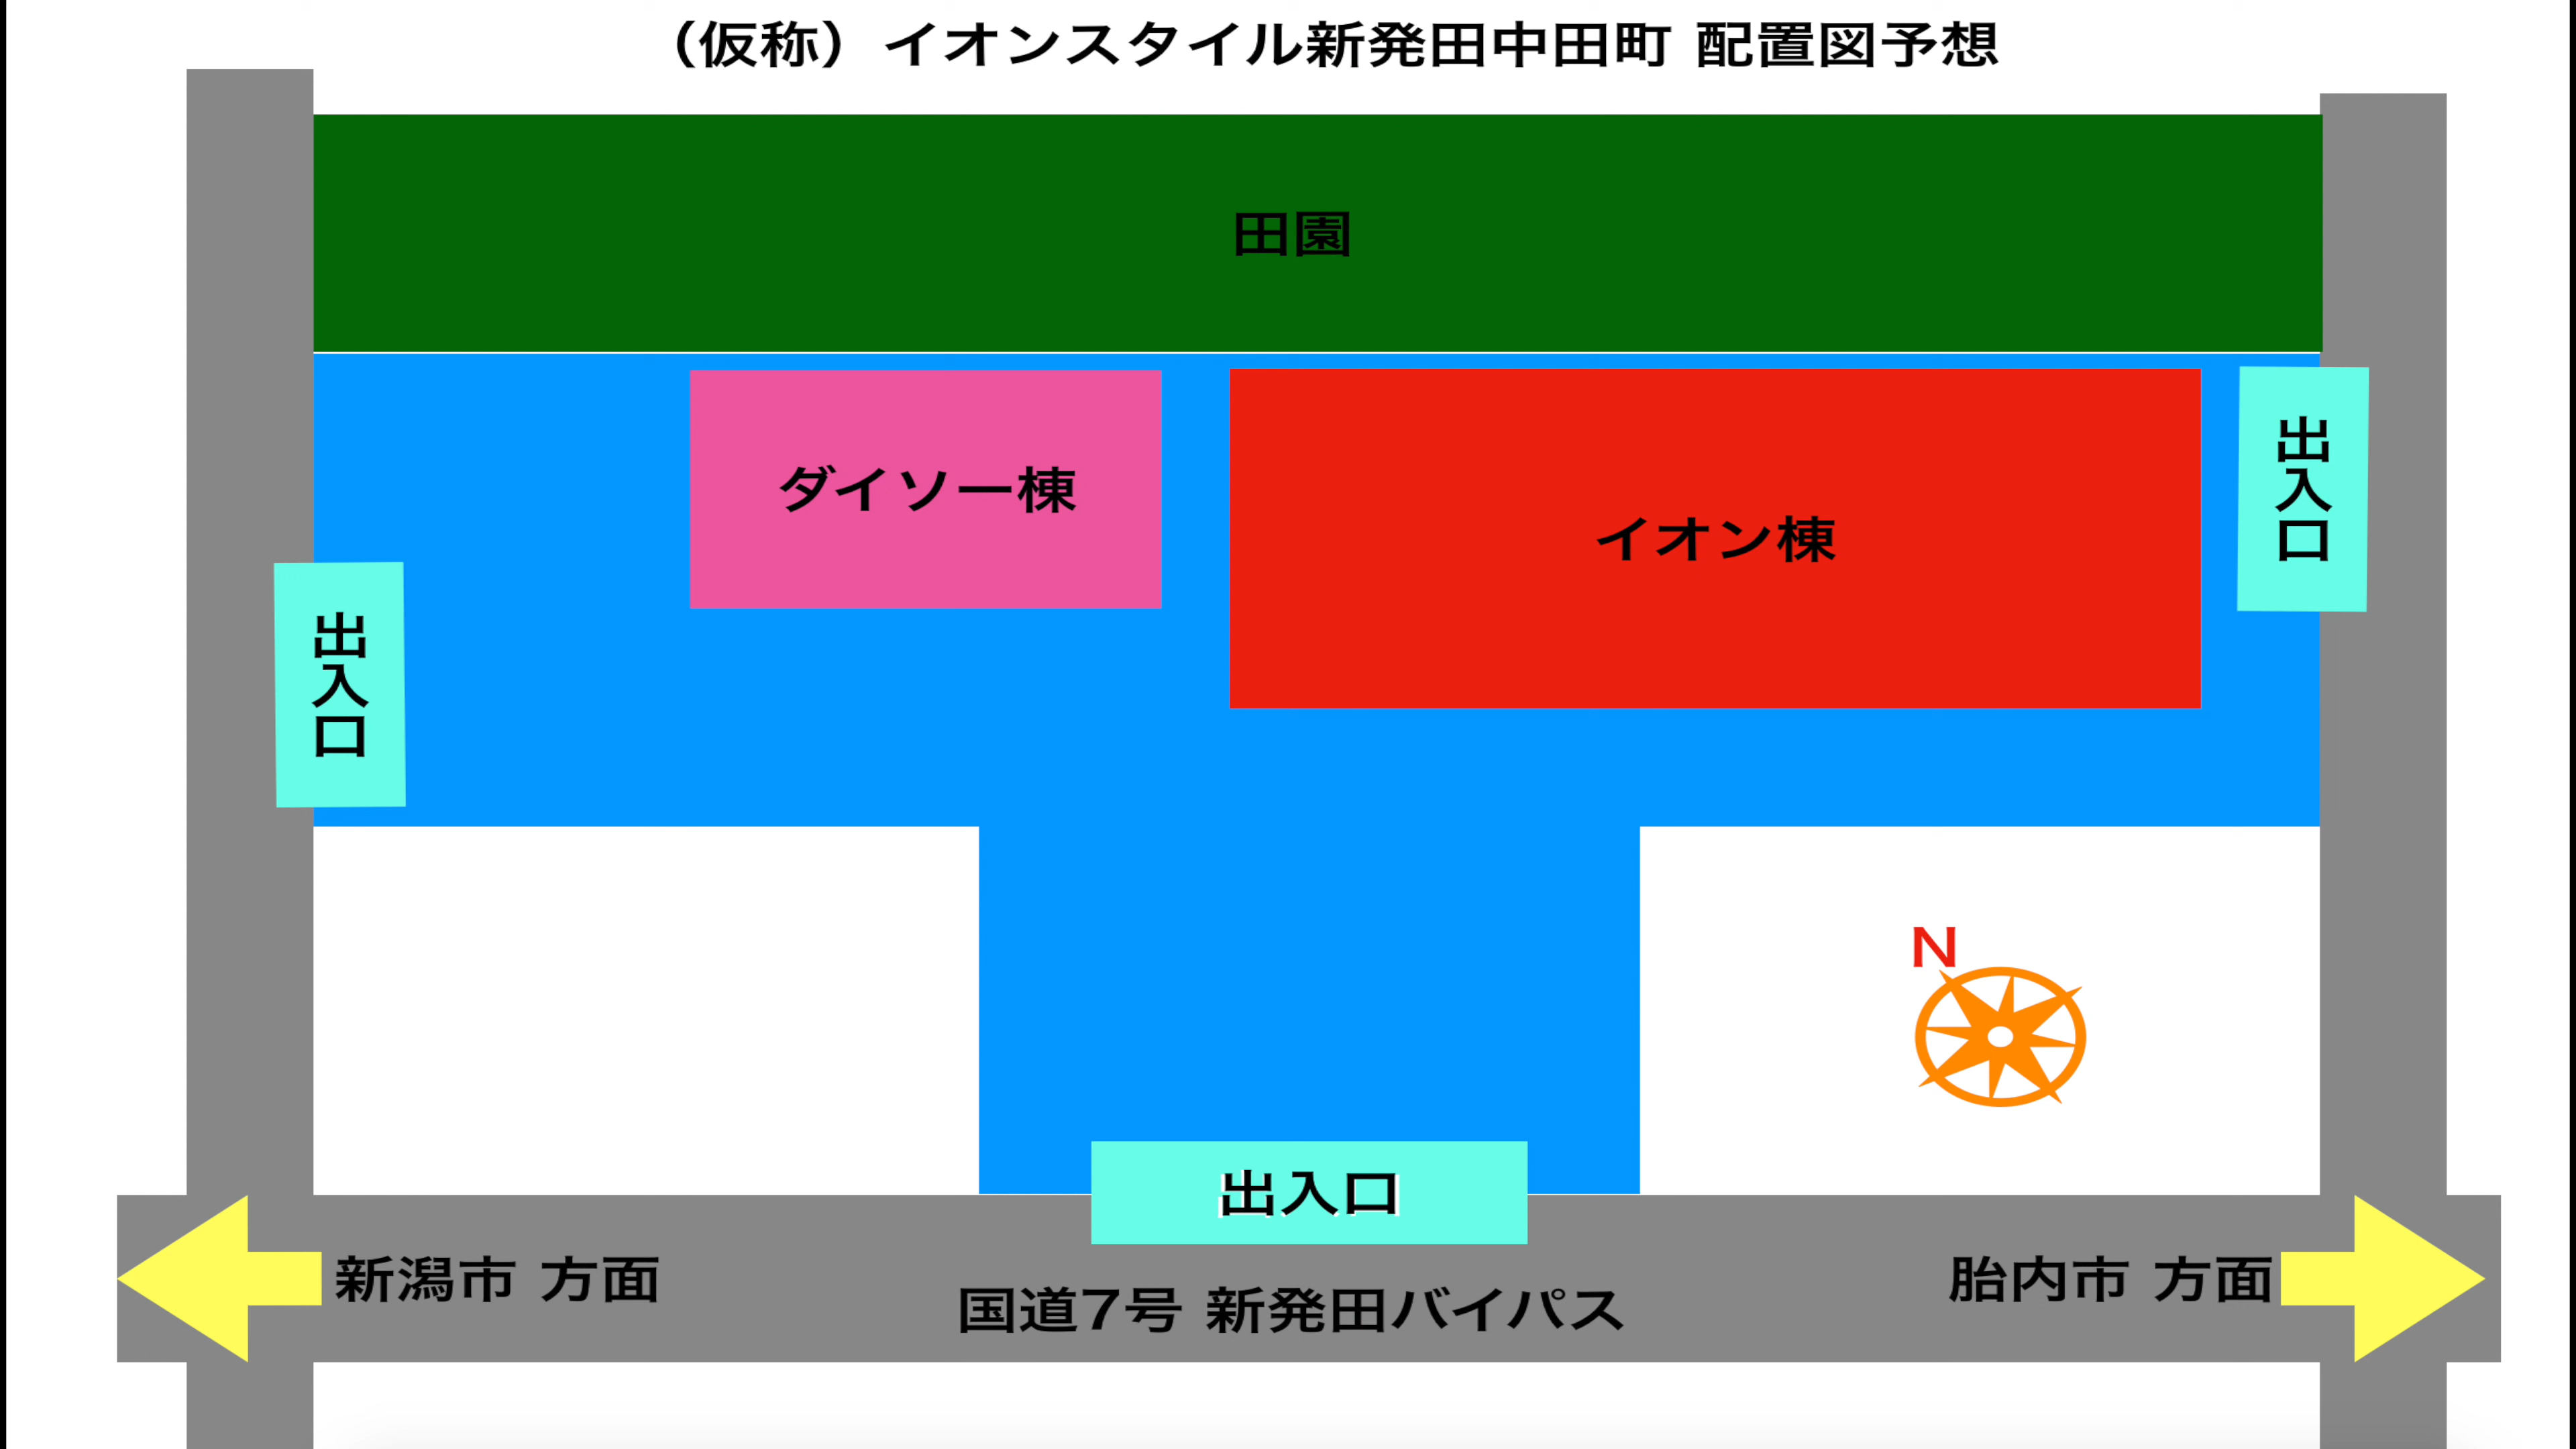 （仮称）イオンスタイル新発田中田町 配置図予想
田園
ダイソー棟
イオン棟
出入口
出入口
N
出入口
新潟市 方面
胎内市 方面
国道7号 新発田バイパス